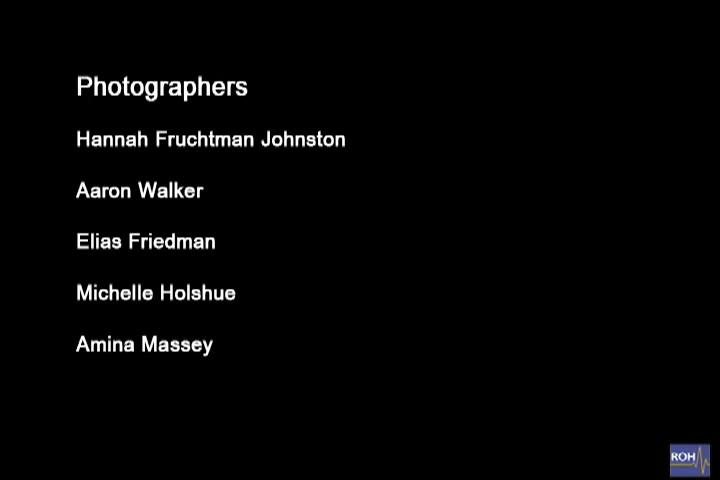 Photographers
Hannah Fruchtman Johnston
Aaron Walker
Elias Friedman
Michelle Holshue
Amina Massey
ROH